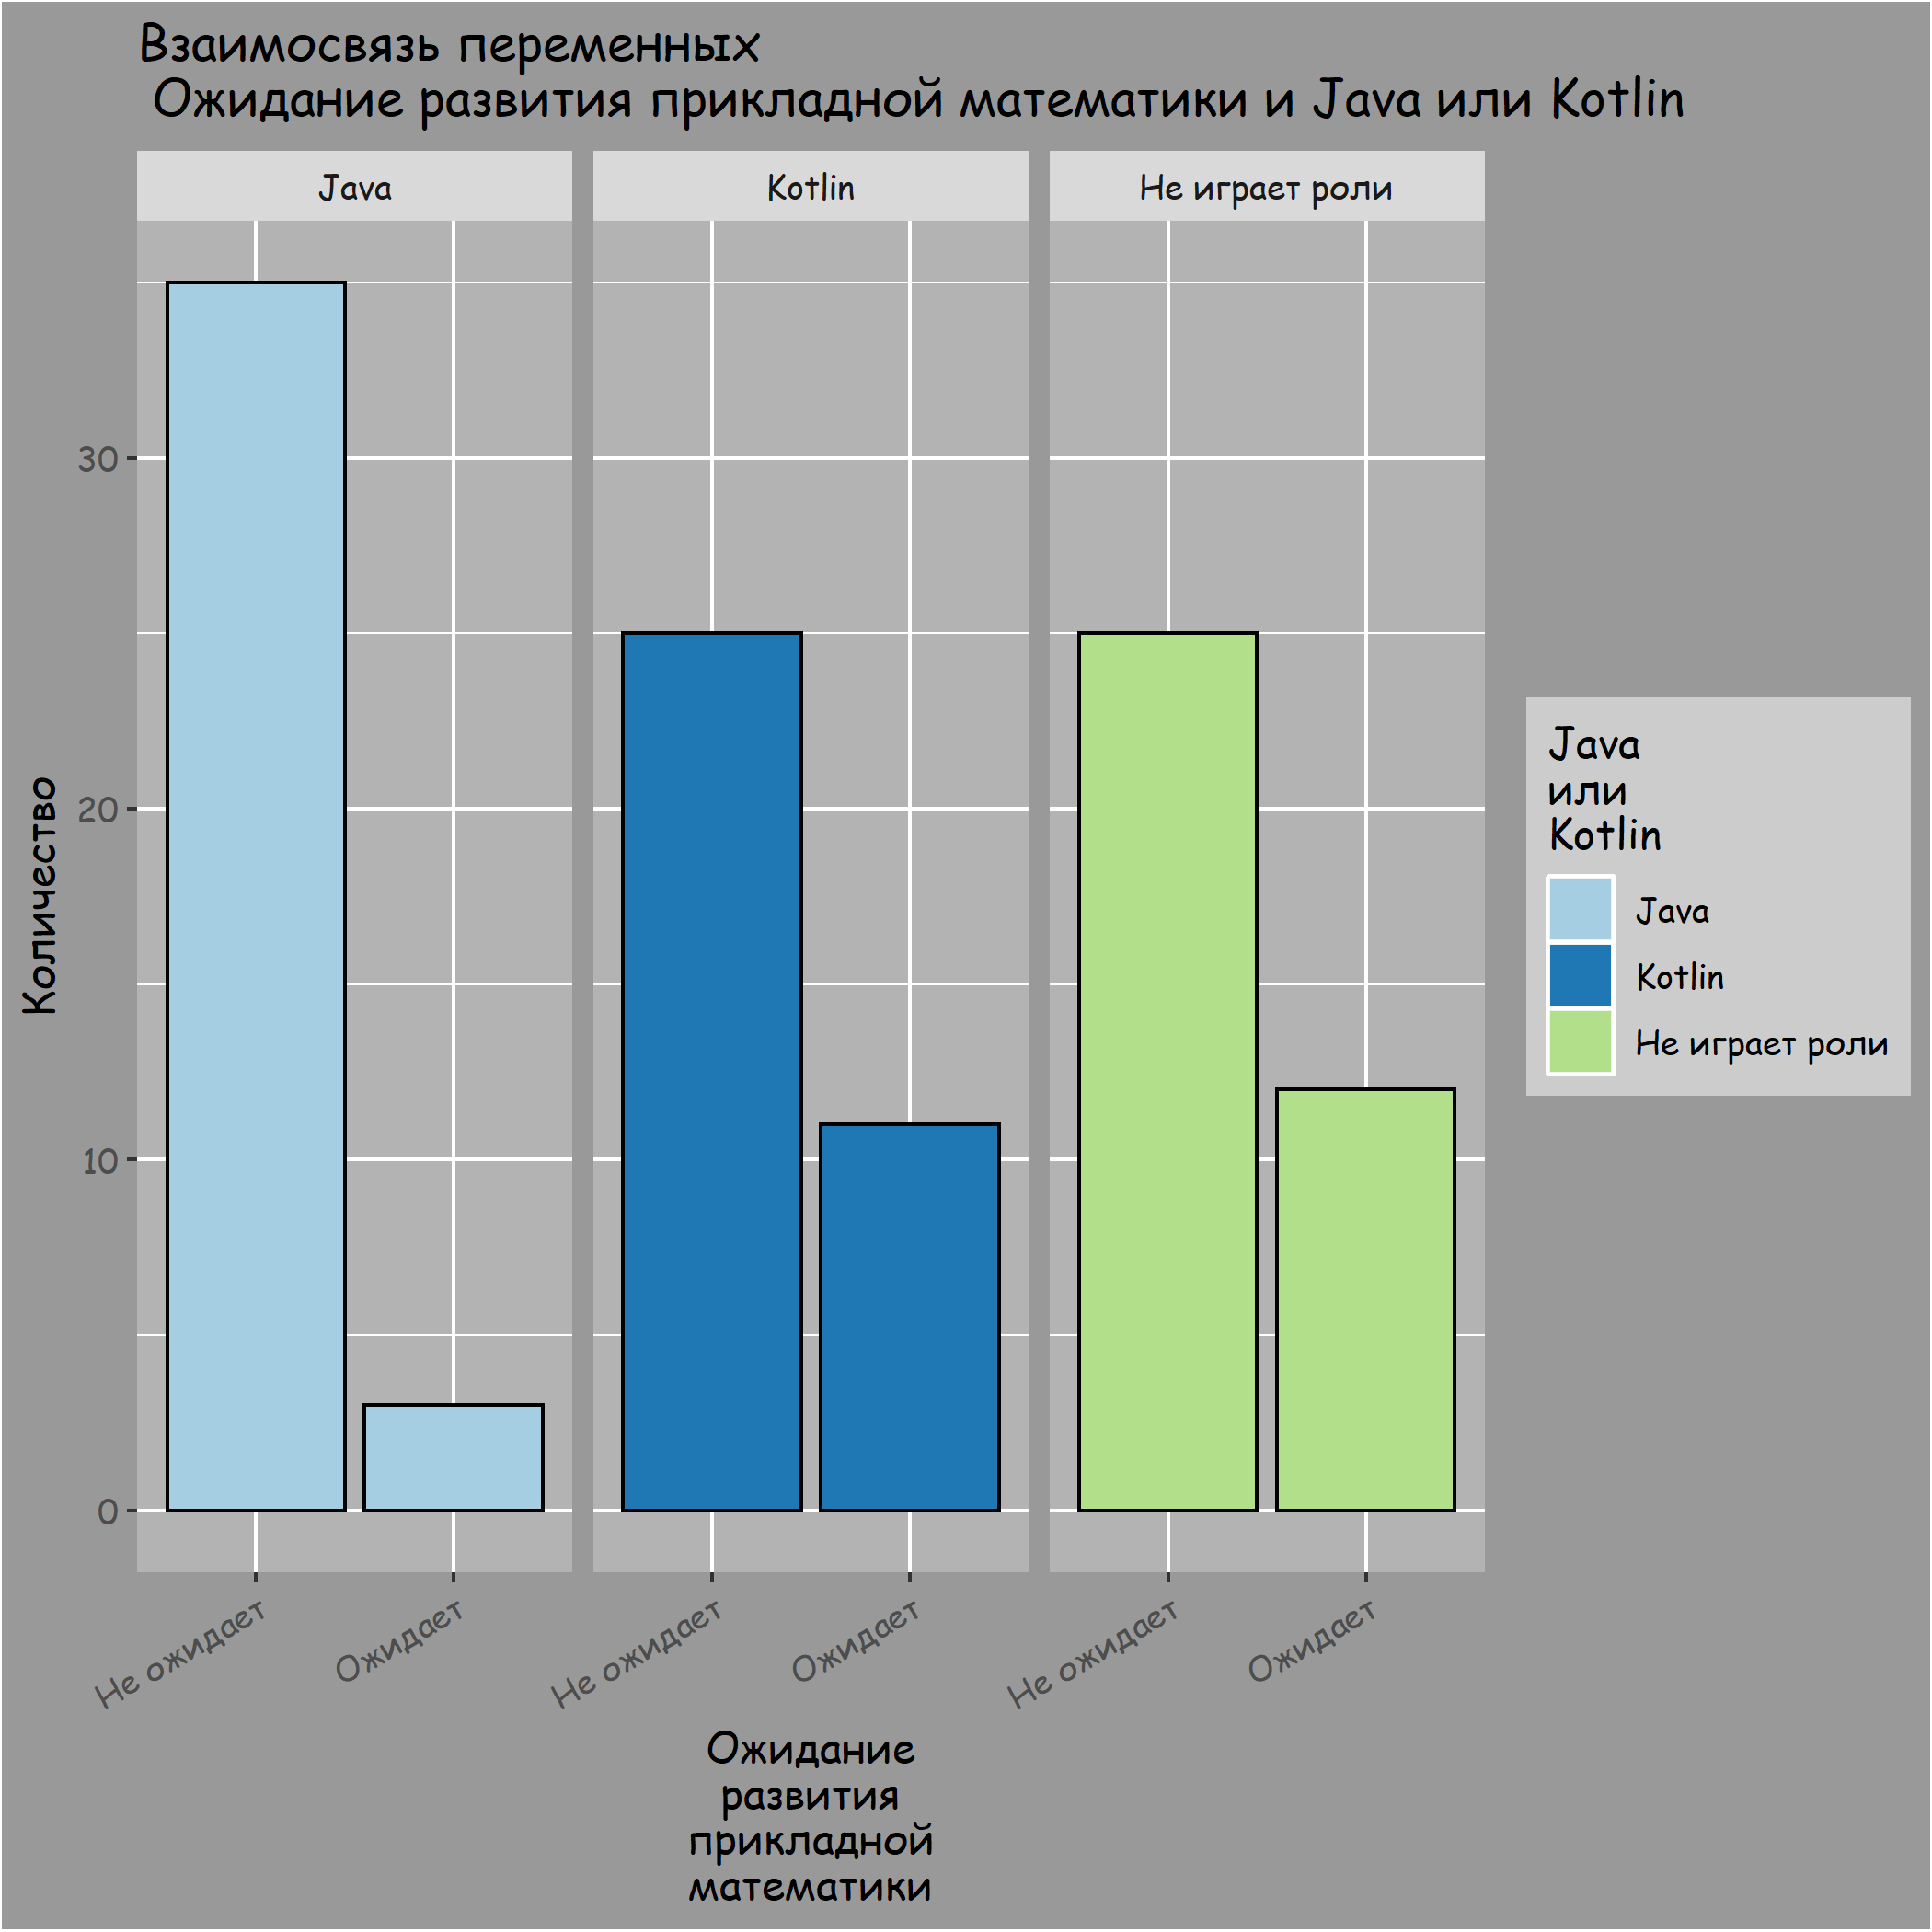 Взаимосвязь переменных
Ожидание развития прикладной математики и Java или Kotlin
Java
Kotlin
Не играет роли
Количество
30
20
10
0
Не ожидает
Ожидает
Не ожидает
Ожидает
Не ожидает
Ожидает
Ожидание
развития
прикладной
математики
Java
или
Kotlin
Java
Kotlin
Не играет роли